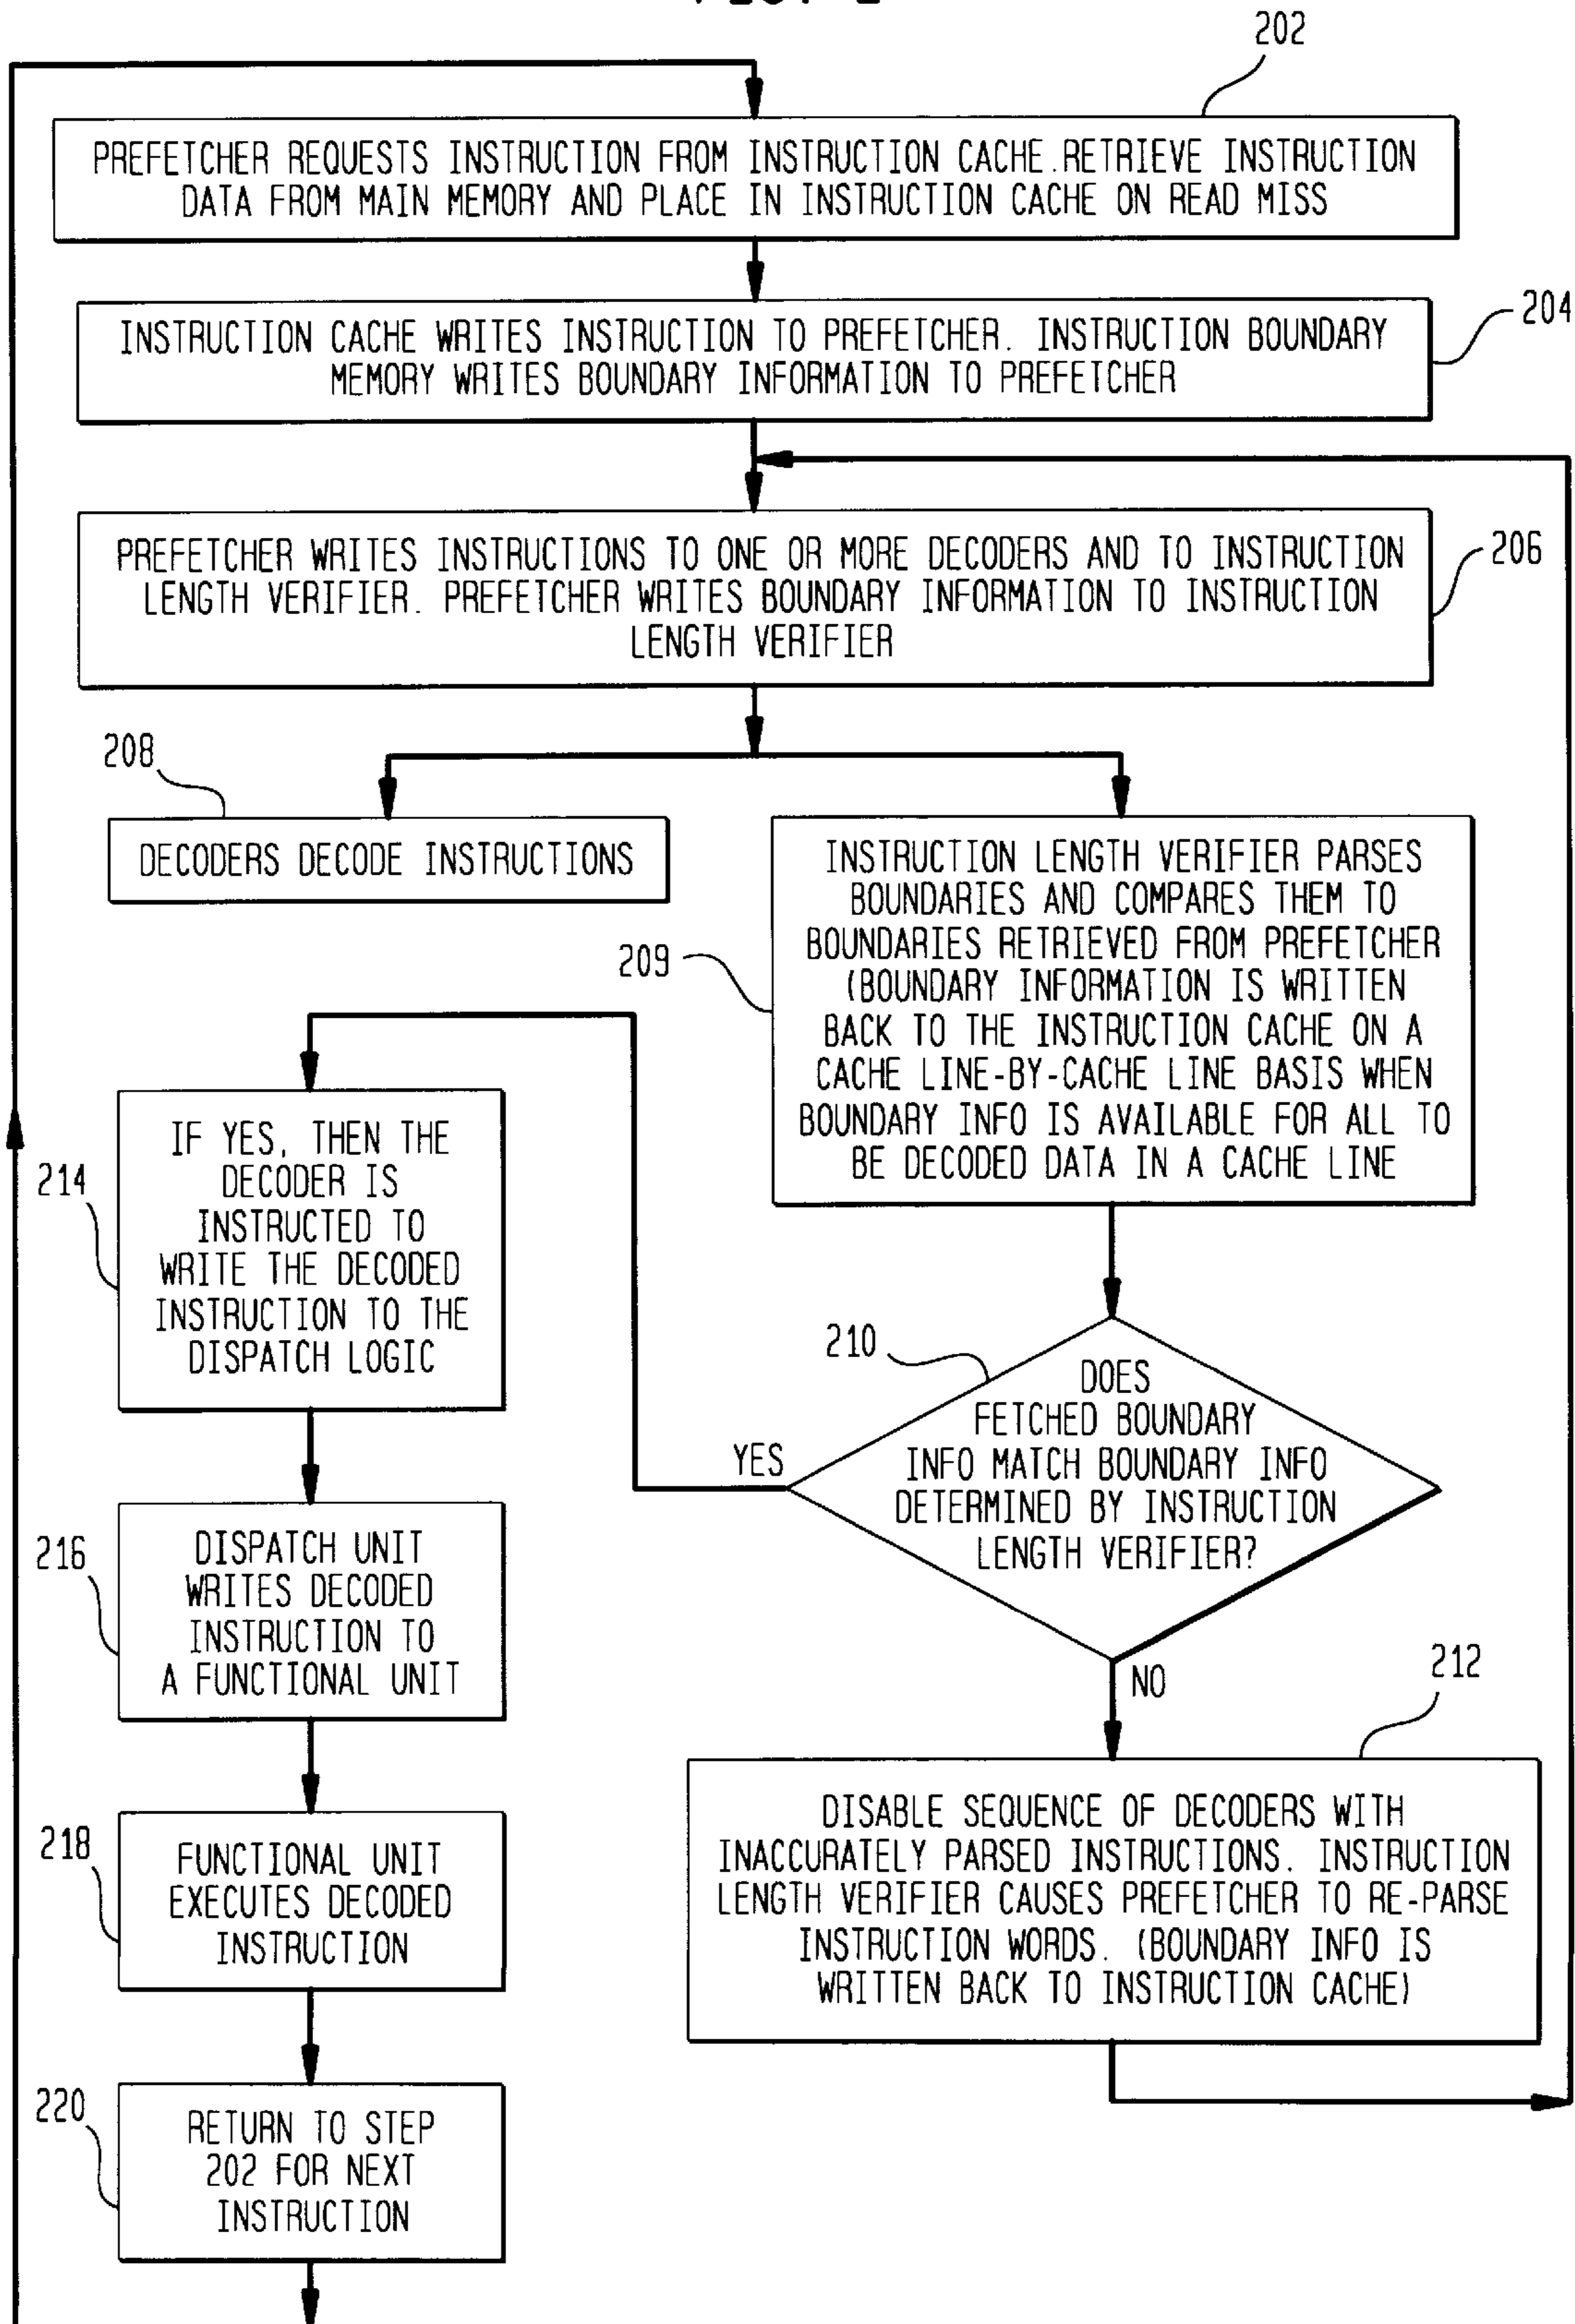 202
PREFETCHER REQUESTS INSTRUCTION FROM INSTRUCTION CACHE.RETRIEVE INSTRUCTION
DATA FROM MAIN MEMORY AND PLACE IN INSTRUCTION CACHE ON READ MISS
204
INSTRUCTION CACHE WRITES INSTRUCTION TO PREFETCHER. INSTRUCTION BOUNDARY
MEMORY WRITES BOUNDARY INFORMATION TO PREFETCHER
206
PREFETCHER WRITES INSTRUCTIONS TO ONE OR MORE DECODERS AND TO INSTRUCTION
LENGTH VERIFIER. PREFETCHER WRITES BOUNDARY INFORMATION TO INSTRUCTION
LENGTH VERIFIER
208
DECODERS DECODE INSTRUCTIONS
209
INSTRUCTION LENGTH VERIFIER PARSES
BOUNDARIES AND COMPARES THEM TO
BOUNDARIES RETRIEVED FROM PREFETCHER
(BOUNDARY INFORMATION IS WRITTEN
BACK TO THE INSTRUCTION CACHE ON A
CACHE LINE-BY-CACHE LINE BASIS WHEN
BOUNDARY INFO IS AVAILABLE FOR ALL TO
BE DECODED DATA IN A CACHE LINE
210
DOES
FETCHED BOUNDARY
INFO MATCH BOUNDARY INFO
DETERMINED BY INSTRUCTION
LENGTH VERIFIER?
YES
NO
212
DISABLE SEQUENCE OF DECODERS WITH
INACCURATELY PARSED INSTRUCTIONS. INSTRUCTION
LENGTH VERIFIER CAUSES PREFETCHER TO RE-PARSE
INSTRUCTION WORDS. (BOUNDARY INFO IS
WRITTEN BACK TO INSTRUCTION CACHE)
214
IF YES, THEN THE
DECODER IS
INSTRUCTED TO
WRITE THE DECODED
INSTRUCTION TO THE
DISPATCH LOGIC
216
DISPATCH UNIT
WRITES DECODED
INSTRUCTION TO
A FUNCTIONAL UNIT
218
FUNCTIONAL UNIT
EXECUTES DECODED
INSTRUCTION
220
RETURN TO STEP
202 FOR NEXT
INSTRUCTION